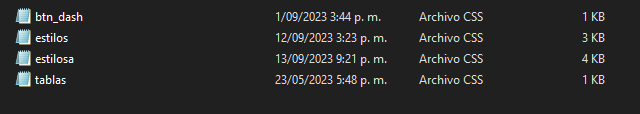 btn_dash 1/09/2023 3:44 p. m. Archivo CSS 1 KB
estilos 12/09/2023 3:23 p. m. Archivo CSS 3 KB
estilosa 13/09/2023 9:21 p. m. Archivo CSS 4 KB
tablas 23/05/2023 5:48 p. m. Archivo CSS 1 KB